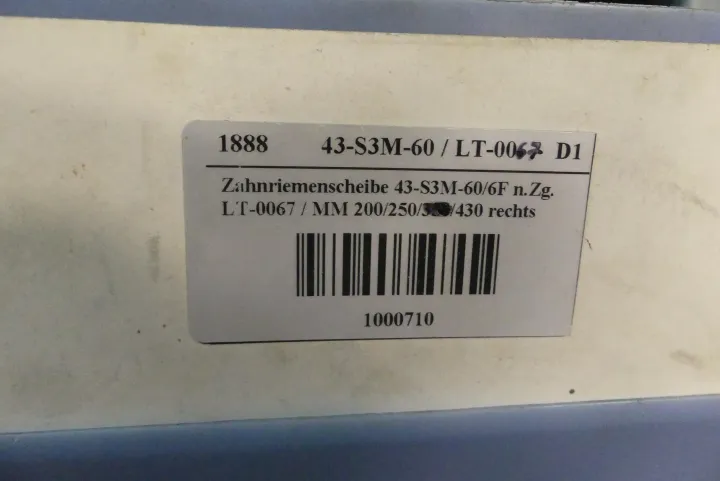 1888 43-S3M-60 / LT-0067 D1
Zahnriemenscheibe 43-S3M-60/6F n.Zg.
LT-0067 / MM 200/250/ /430 rechts
1000710